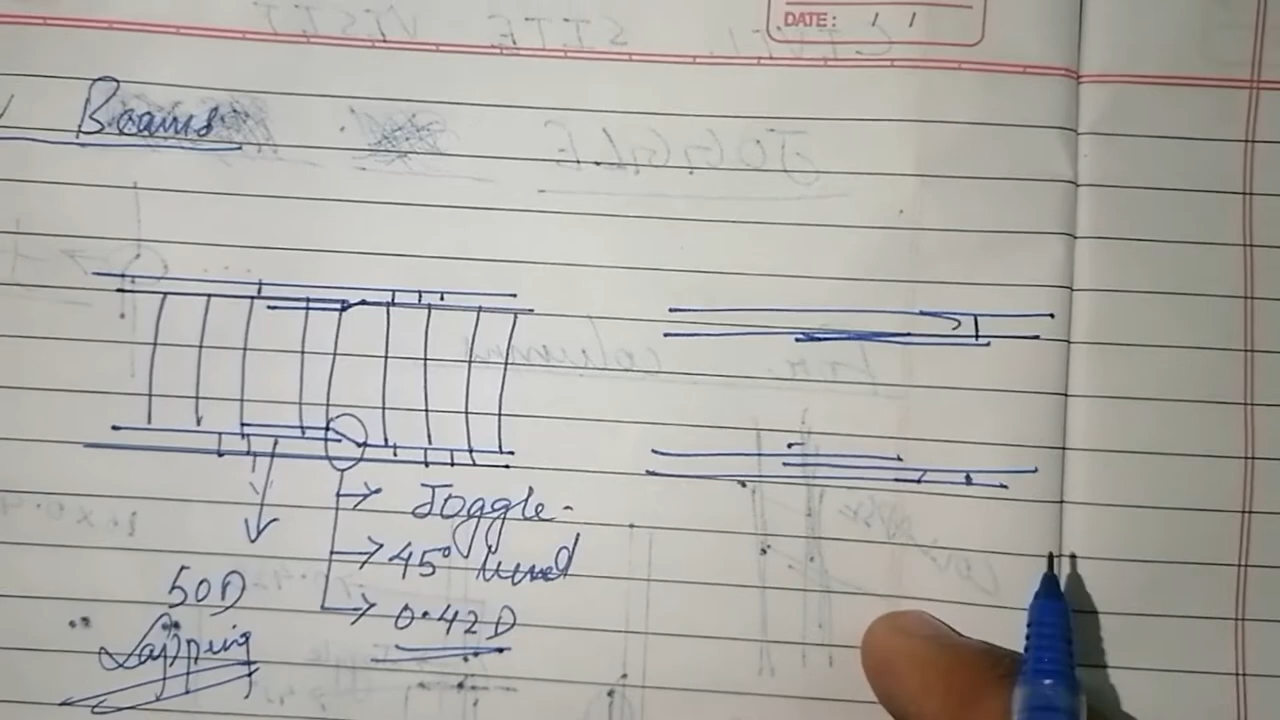 DATE: / /
Beams
Joggle.
45° bend
0.42D
50D
Lapping